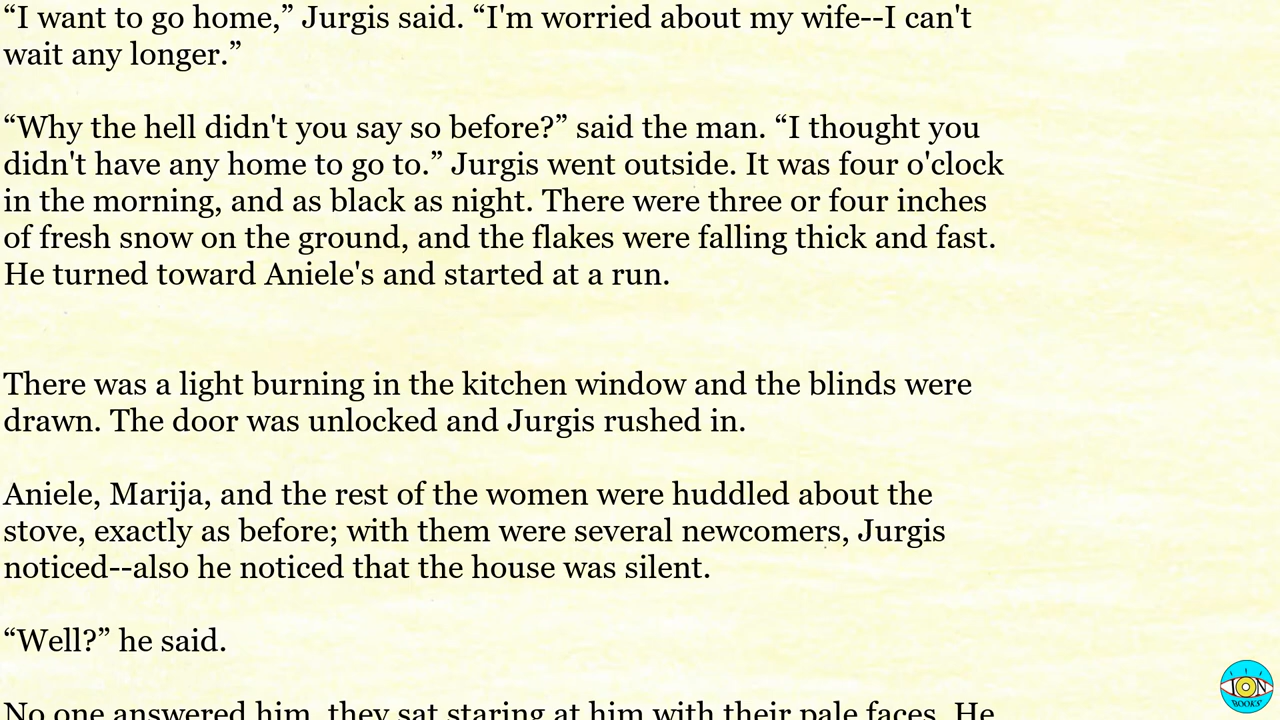 “I want to go home,” Jurgis said. “I'm worried about my wife--I can't
wait any longer.”
“Why the hell didn't you say so before?” said the man. “I thought you
didn't have any home to go to.” Jurgis went outside. It was four o'clock
in the morning, and as black as night. There were three or four inches
of fresh snow on the ground, and the flakes were falling thick and fast.
He turned toward Aniele's and started at a run.
There was a light burning in the kitchen window and the blinds were
drawn. The door was unlocked and Jurgis rushed in.
Aniele, Marija, and the rest of the women were huddled about the
stove, exactly as before; with them were several newcomers, Jurgis
noticed--also he noticed that the house was silent.
“Well?” he said.
No one answered him, they sat staring at him with their pale faces. He
ION
BOOKS